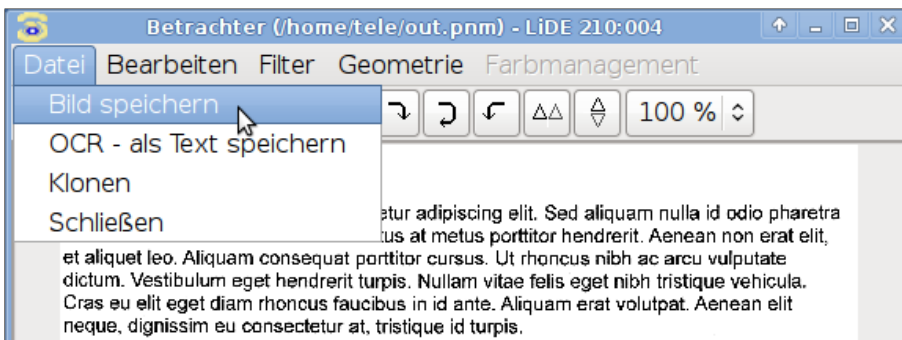 Betrachter (/home/tele/out.pnm) - LiDE 210:004
Datei Bearbeiten Filter Geometrie Farbmanagement
Bild speichern
100 %
OCR - als Text speichern
Klonen
Schließen
etur adipiscing elit. Sed aliquam nulla id odio pharetra
tus at metus porttitor hendrerit. Aenean non erat elit,
et aliquet leo. Aliquam consequat porttitor cursus. Ut rhoncus nibh ac arcu vulputate
dictum. Vestibulum eget hendrerit turpis. Nullam vitae felis eget nibh tristique vehicula.
Cras eu elit eget diam rhoncus faucibus in id ante. Aliquam erat volutpat. Aenean elit
neque, dignissim eu consectetur at, tristique id turpis.